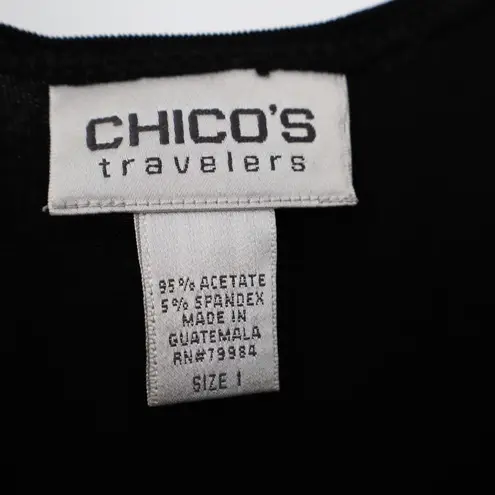 CHICO'S
travelers
95% ACETATE
5% SPANDEX
MADE IN
GUATEMALA
RN#79984
SIZE 1